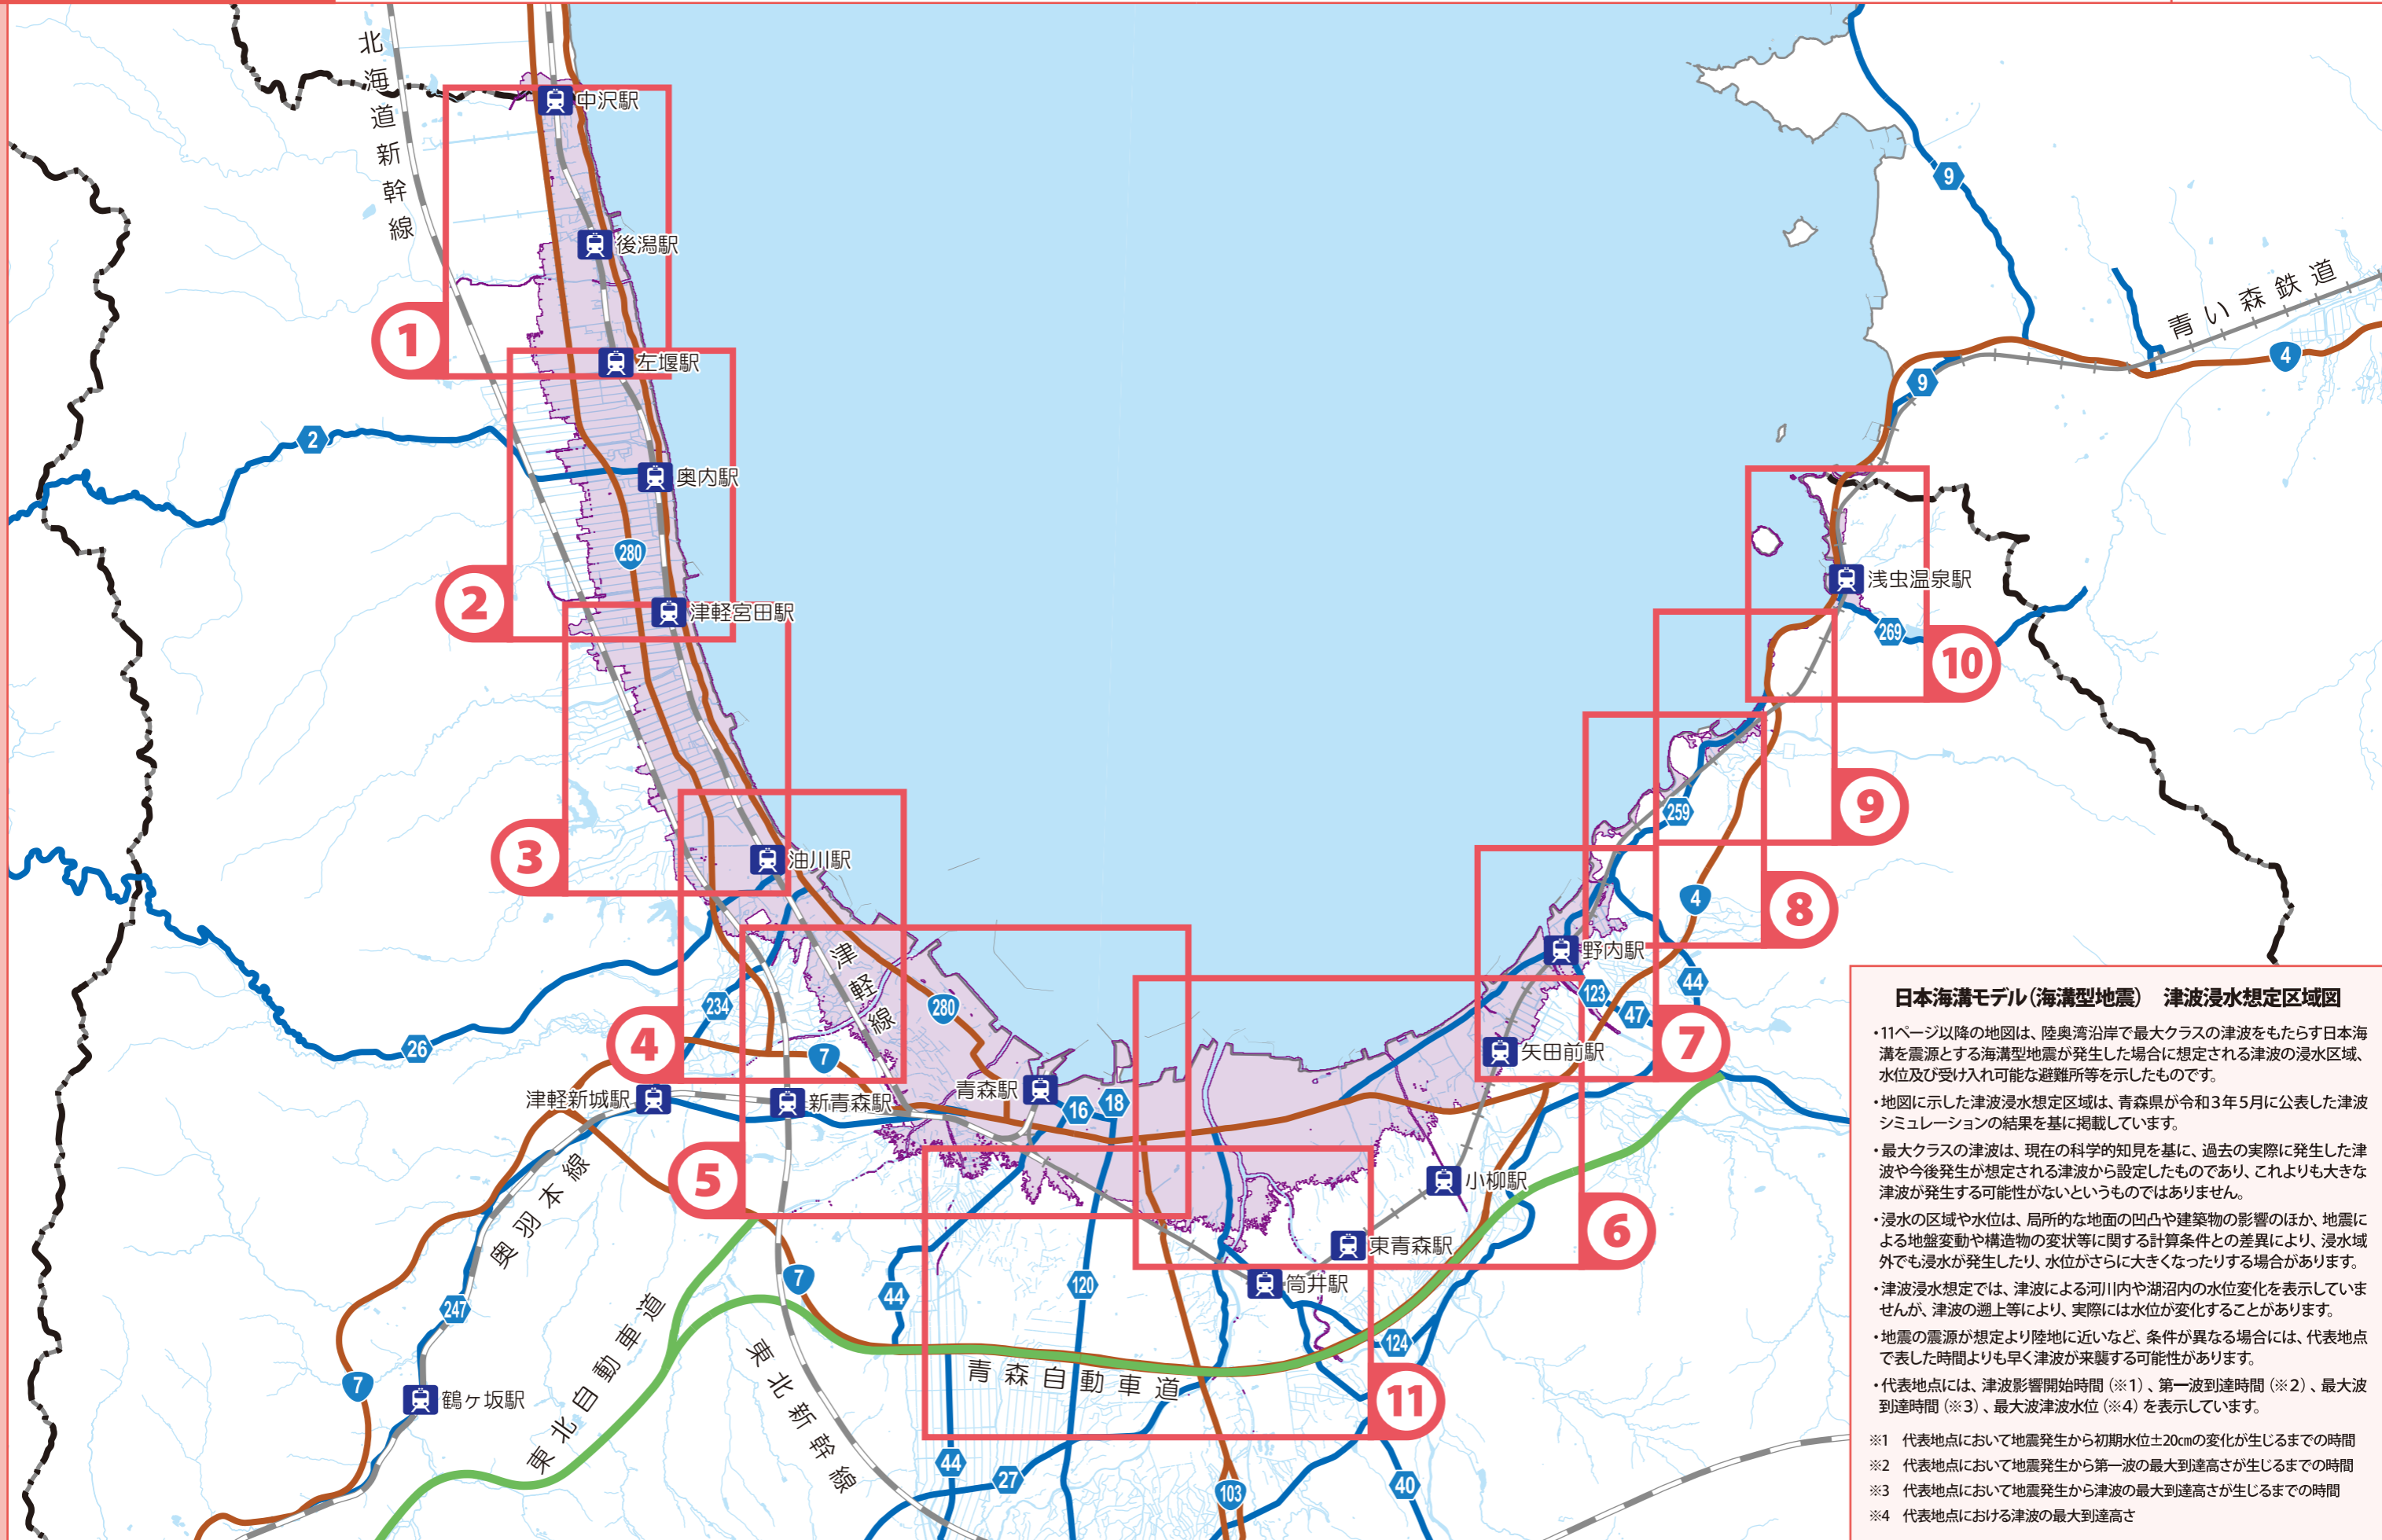 北海道新幹線
中沢駅
後潟駅
9
青い森鉄道
4
1
左堰駅
9
2
奥内駅
280
浅虫温泉駅
2
津軽宮田駅
269
10
259
9
3
油川駅
4
8
津軽線
野内駅
44
280
234
123
47
4
26
7
矢田前駅
7
青森駅
津軽新城駅
新青森駅
16
18
5
小柳駅
奥羽本線
6
東青森駅
7
筒井駅
44
120
247
124
東北自動車道
東北新幹線
青森自動車道
7
鶴ヶ坂駅
11
44
27
103
40
日本海溝モデル(海溝型地震) 津波浸水想定区域図
・11ページ以降の地図は、陸奥湾沿岸で最大クラスの津波をもたらす日本海
溝を震源とする海溝型地震が発生した場合に想定される津波の浸水区域、
水位及び受け入れ可能な避難所等を示したものです。
・地図に示した津波浸水想定区域は、青森県が令和3年5月に公表した津波
シミュレーションの結果を基に掲載しています。
・最大クラスの津波は、現在の科学的知見を基に、過去の実際に発生した津
波や今後発生が想定される津波から設定したものであり、これよりも大きな
津波が発生する可能性がないというものではありません。
・浸水の区域や水位は、局所的な地面の凹凸や建築物の影響のほか、地震に
よる地盤変動や構造物の変状等に関する計算条件との差異により、浸水域
外でも浸水が発生したり、水位がさらに大きくなったりする場合があります。
・津波浸水想定では、津波による河川内や湖沼内の水位変化を表示していま
せんが、津波の遡上等により、実際には水位が変化することがあります。
・地震の震源が想定より陸地に近いなど、条件が異なる場合には、代表地点
で表した時間よりも早く津波が来襲する可能性があります。
・代表地点には、津波影響開始時間(※1)、第一波到達時間(※2)、最大波
到達時間(※3)、最大波津波水位(※4)を表示しています。
※1 代表地点において地震発生から初期水位±20㎝の変化が生じるまでの時間
※2 代表地点において地震発生から第一波の最大到達高さが生じるまでの時間
※3 代表地点において地震発生から津波の最大到達高さが生じるまでの時間
※4 代表地点における津波の最大到達高さ